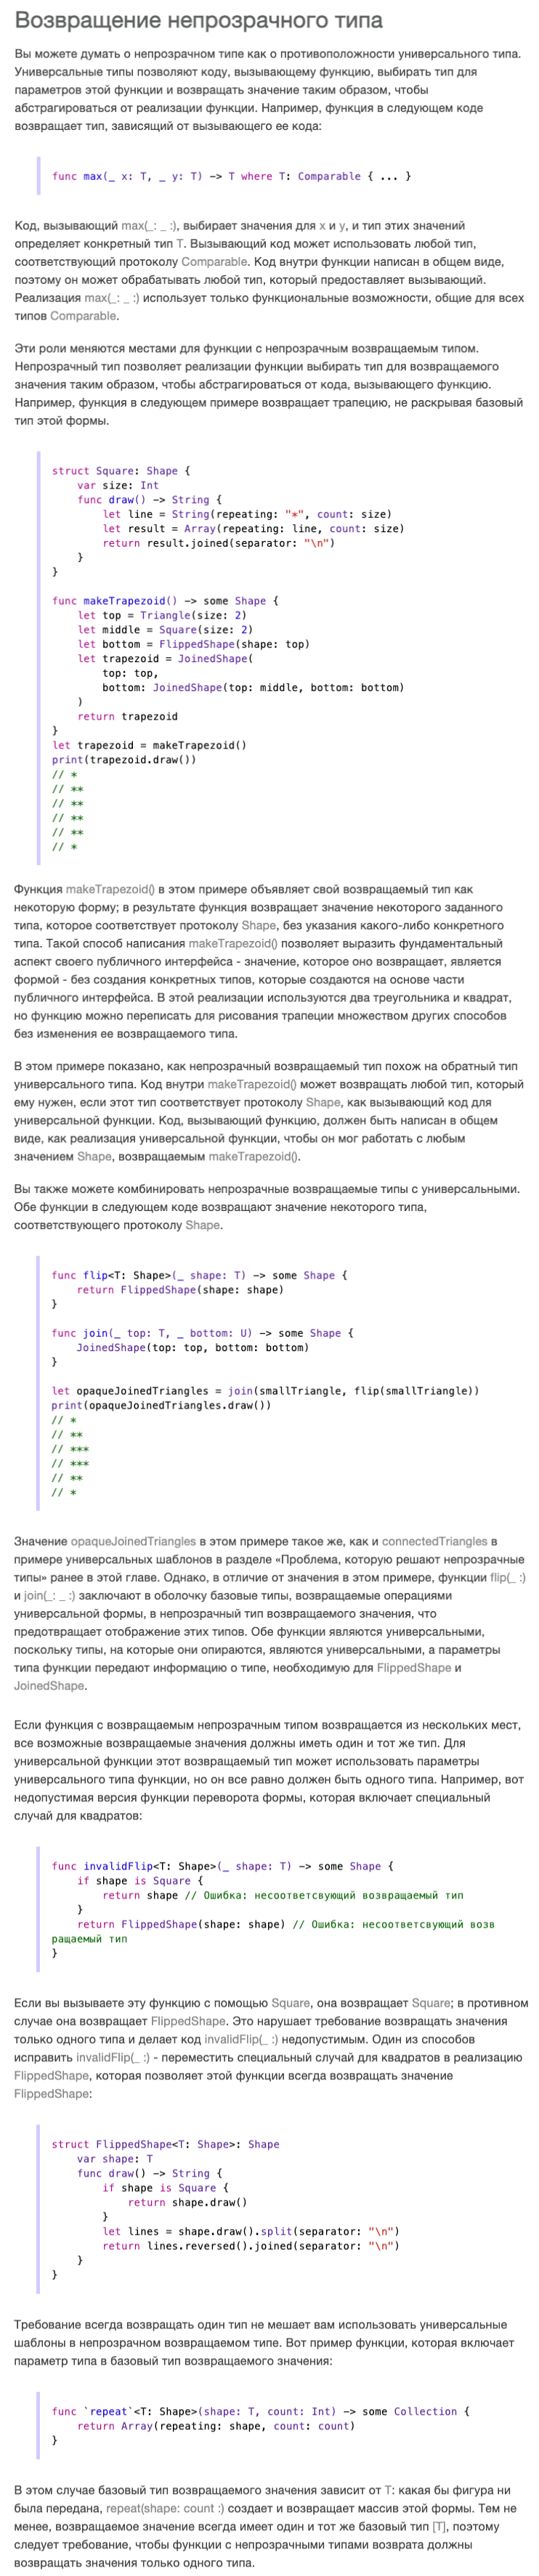 Возвращение непрозрачного типа
Вы можете думать о непрозрачном типе как о противоположности универсального типа.
Универсальные типы позволяют коду, вызывающему функцию, выбирать тип для
параметров этой функции и возвращать значение таким образом, чтобы
абстрагироваться от реализации функции. Например, функция в следующем коде
возвращает тип, зависящий от вызывающего ее кода:
func max(_ x: T, _ y: T) -> T where T: Comparable { ... }
Код, вызывающий max(_: _ :), выбирает значения для x и y, и тип этих значений
определяет конкретный тип T. Вызывающий код может использовать любой тип,
соответствующий протоколу Comparable. Код внутри функции написан в общем виде,
поэтому он может обрабатывать любой тип, который предоставляет вызывающий.
Реализация max(_: _ :) использует только функциональные возможности, общие для всех
типов Comparable.
Эти роли меняются местами для функции с непрозрачным возвращаемым типом.
Непрозрачный тип позволяет реализации функции выбирать тип для возвращаемого
значения таким образом, чтобы абстрагироваться от кода, вызывающего функцию.
Например, функция в следующем примере возвращает трапецию, не раскрывая базовый
тип этой формы.
struct Square: Shape {
    var size: Int
    func draw() -> String {
        let line = String(repeating: "*", count: size)
        let result = Array(repeating: line, count: size)
        return result.joined(separator: "\n")
    }
}
func makeTrapezoid() -> some Shape {
    let top = Triangle(size: 2)
    let middle = Square(size: 2)
    let bottom = FlippedShape(shape: top)
    let trapezoid = JoinedShape(
        top: top,
        bottom: JoinedShape(top: middle, bottom: bottom)
    )
    return trapezoid
}
let trapezoid = makeTrapezoid()
print(trapezoid.draw())
// *
// **
// **
// **
// **
// *
Функция makeTrapezoid() в этом примере объявляет свой возвращаемый тип как
некоторую форму; в результате функция возвращает значение некоторого заданного
типа, которое соответствует протоколу Shape, без указания какого-либо конкретного
типа. Такой способ написания makeTrapezoid() позволяет выразить фундаментальный
аспект своего публичного интерфейса - значение, которое оно возвращает, является
формой - без создания конкретных типов, которые создаются на основе части
публичного интерфейса. В этой реализации используются два треугольника и квадрат,
но функцию можно переписать для рисования трапеции множеством других способов
без изменения ее возвращаемого типа.
В этом примере показано, как непрозрачный возвращаемый тип похож на обратный тип
универсального типа. Код внутри makeTrapezoid() может возвращать любой тип, который
ему нужен, если этот тип соответствует протоколу Shape, как вызывающий код для
универсальной функции. Код, вызывающий функцию, должен быть написан в общем
виде, как реализация универсальной функции, чтобы он мог работать с любым
значением Shape, возвращаемым makeTrapezoid().
Вы также можете комбинировать непрозрачные возвращаемые типы с универсальными.
Обе функции в следующем коде возвращают значение некоторого типа,
соответствующего протоколу Shape.
func flip<T: Shape>(_ shape: T) -> some Shape {
    return FlippedShape(shape: shape)
}
func join(_ top: T, _ bottom: U) -> some Shape {
    JoinedShape(top: top, bottom: bottom)
}
let opaqueJoinedTriangles = join(smallTriangle, flip(smallTriangle))
print(opaqueJoinedTriangles.draw())
// *
// **
// ***
// ***
// **
// *
Значение opaqueJoinedTriangles в этом примере такое же, как и connectedTriangles в
примере универсальных шаблонов в разделе «Проблема, которую решают непрозрачные
типы» ранее в этой главе. Однако, в отличие от значения в этом примере, функции flip(_ :)
и join(_: _ :) заключают в оболочку базовые типы, возвращаемые операциями
универсальной формы, в непрозрачный тип возвращаемого значения, что
предотвращает отображение этих типов. Обе функции являются универсальными,
поскольку типы, на которые они опираются, являются универсальными, а параметры
типа функции передают информацию о типе, необходимую для FlippedShape и
JoinedShape.
Если функция с возвращаемым непрозрачным типом возвращается из нескольких мест,
все возможные возвращаемые значения должны иметь один и тот же тип. Для
универсальной функции этот возвращаемый тип может использовать параметры
универсального типа функции, но он все равно должен быть одного типа. Например, вот
недопустимая версия функции переворота формы, которая включает специальный
случай для квадратов:
func invalidFlip<T: Shape>(_ shape: T) -> some Shape {
    if shape is Square {
        return shape // Ошибка: несоответсвующий возвращаемый тип
    }
    return FlippedShape(shape: shape) // Ошибка: несоответсвующий возв
ращаемый тип
}
Если вы вызываете эту функцию с помощью Square, она возвращает Square; в противном
случае она возвращает FlippedShape. Это нарушает требование возвращать значения
только одного типа и делает код invalidFlip(_ :) недопустимым. Один из способов
исправить invalidFlip(_ :) - переместить специальный случай для квадратов в реализацию
FlippedShape, которая позволяет этой функции всегда возвращать значение
FlippedShape:
struct FlippedShape<T: Shape>: Shape
    var shape: T
    func draw() -> String {
        if shape is Square {
            return shape.draw()
        }
        let lines = shape.draw().split(separator: "\n")
        return lines.reversed().joined(separator: "\n")
    }
}
Требование всегда возвращать один тип не мешает вам использовать универсальные
шаблоны в непрозрачном возвращаемом типе. Вот пример функции, которая включает
параметр типа в базовый тип возвращаемого значения:
func `repeat`<T: Shape>(shape: T, count: Int) -> some Collection {
    return Array(repeating: shape, count: count)
}
В этом случае базовый тип возвращаемого значения зависит от T: какая бы фигура ни
была передана, repeat(shape: count :) создает и возвращает массив этой формы. Тем не
менее, возвращаемое значение всегда имеет один и тот же базовый тип [T], поэтому
следует требование, чтобы функции с непрозрачными типами возврата должны
возвращать значения только одного типа.